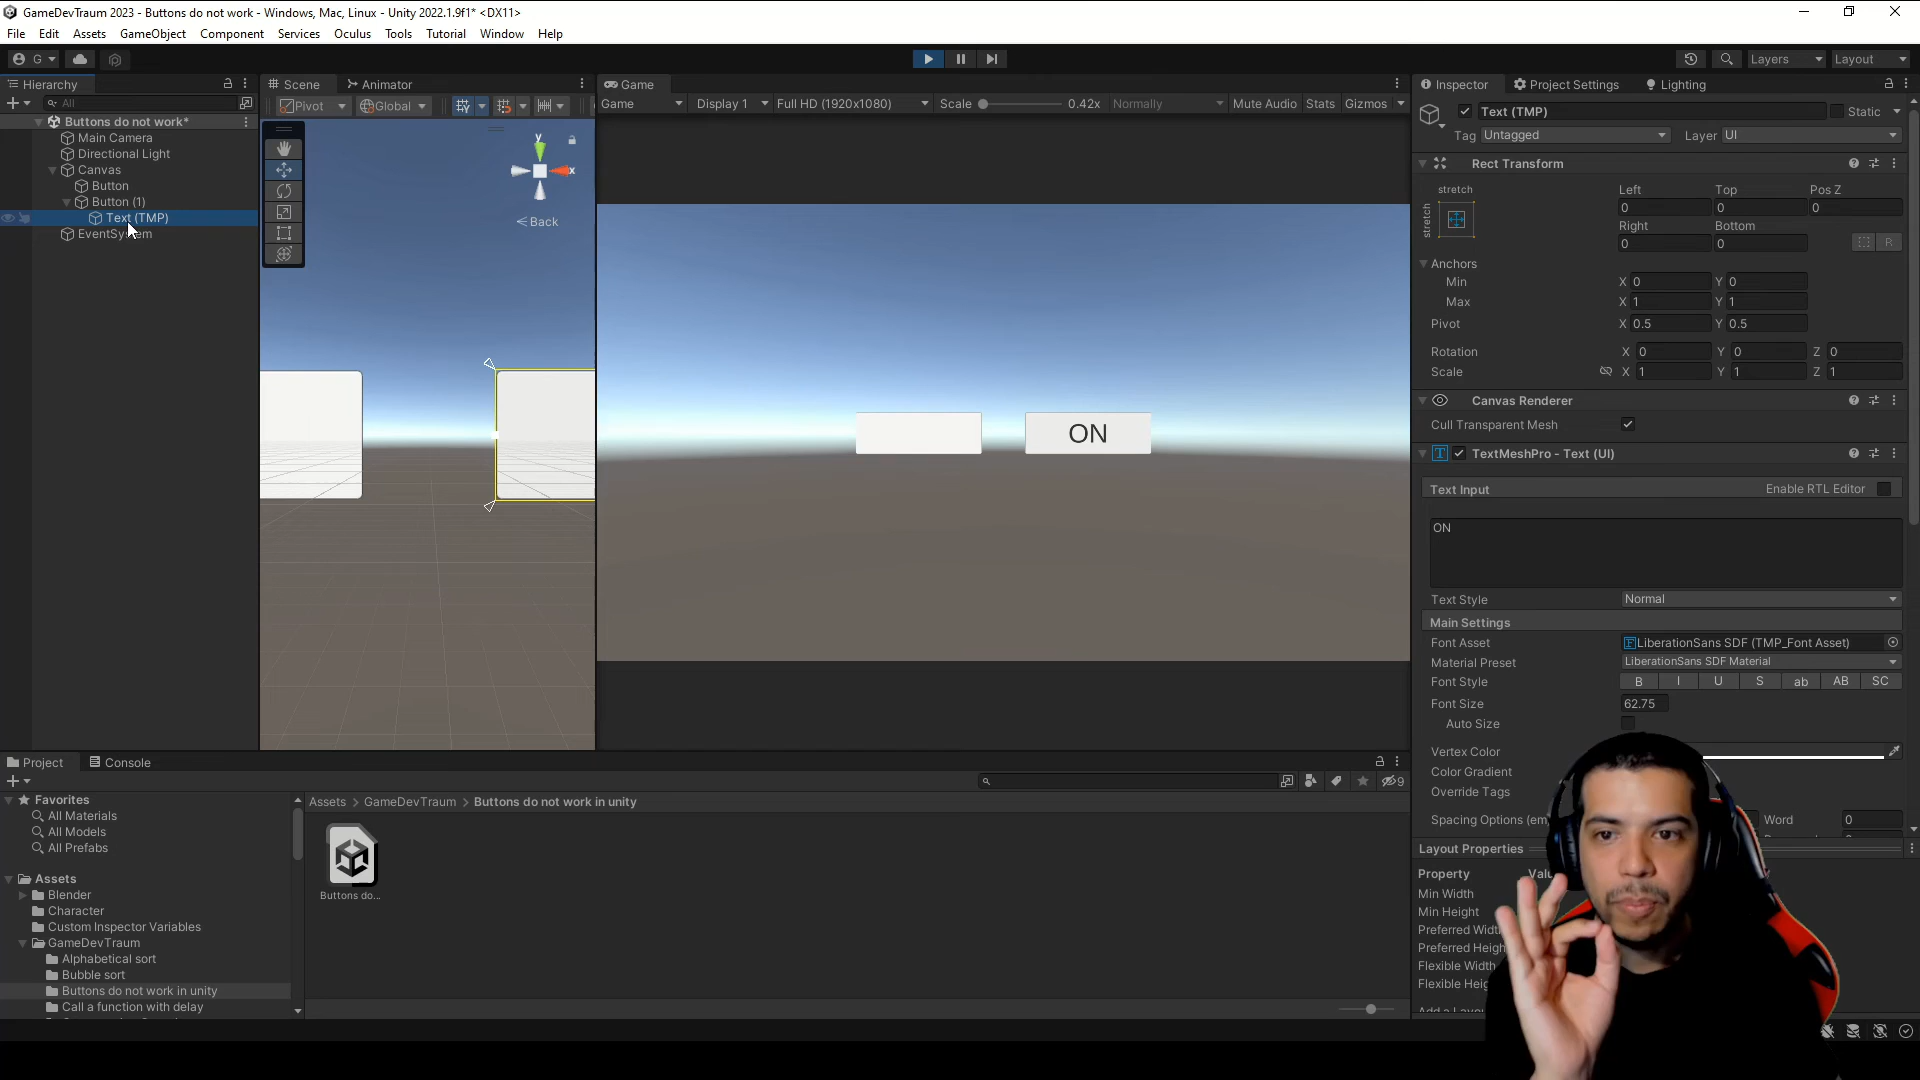 GameDevTraum 2023 - Buttons do not work - Windows, Mac, Linux - Unity 2022.1.9f1* <DX11>
File Edit Assets GameObject Component Services Oculus Tools Tutorial Window Help
G Layers Layout
Hierarchy
All
Buttons do not work*
Main Camera
Directional Light
Canvas
Button
Button (1)
Text (TMP)
EventSystem
Scene Animator
Pivot Global
y
x
Back
Game
Game Display 1 Full HD (1920x1080) Scale 0.42x Normally Mute Audio Stats Gizmos
ON
Inspector Project Settings Lighting
Text (TMP) Static
Tag Untagged Layer UI
Rect Transform
stretch Left Top Pos Z
stretch 0 0 0
Right Bottom
0 0 R
Anchors
Min X 0 Y 0
Max X 1 Y 1
Pivot X 0.5 Y 0.5
Rotation X 0 Y 0 Z 0
Scale X 1 Y 1 Z 1
Canvas Renderer
Cull Transparent Mesh
TextMeshPro - Text (UI)
Text Input Enable RTL Editor
ON
Text Style Normal
Main Settings
Font Asset LiberationSans SDF (TMP_Font Asset)
Material Preset LiberationSans SDF Material
Font Style B I U S ab AB SC
Font Size 62.75
Auto Size
Vertex Color
Color Gradient
Override Tags
Spacing Options (em Word 0
Layout Properties
Property
Min Width
Min Height
Preferred
Preferred
Flexible Width
Flexible
Project Console
9
Favorites
All Materials
All Models
All Prefabs
Assets
Blender
Character
Custom Inspector Variables
GameDevTraum
Alphabetical sort
Bubble sort
Buttons do not work in unity
Call a function with delay
Assets > GameDevTraum > Buttons do not work in unity
Buttons do...